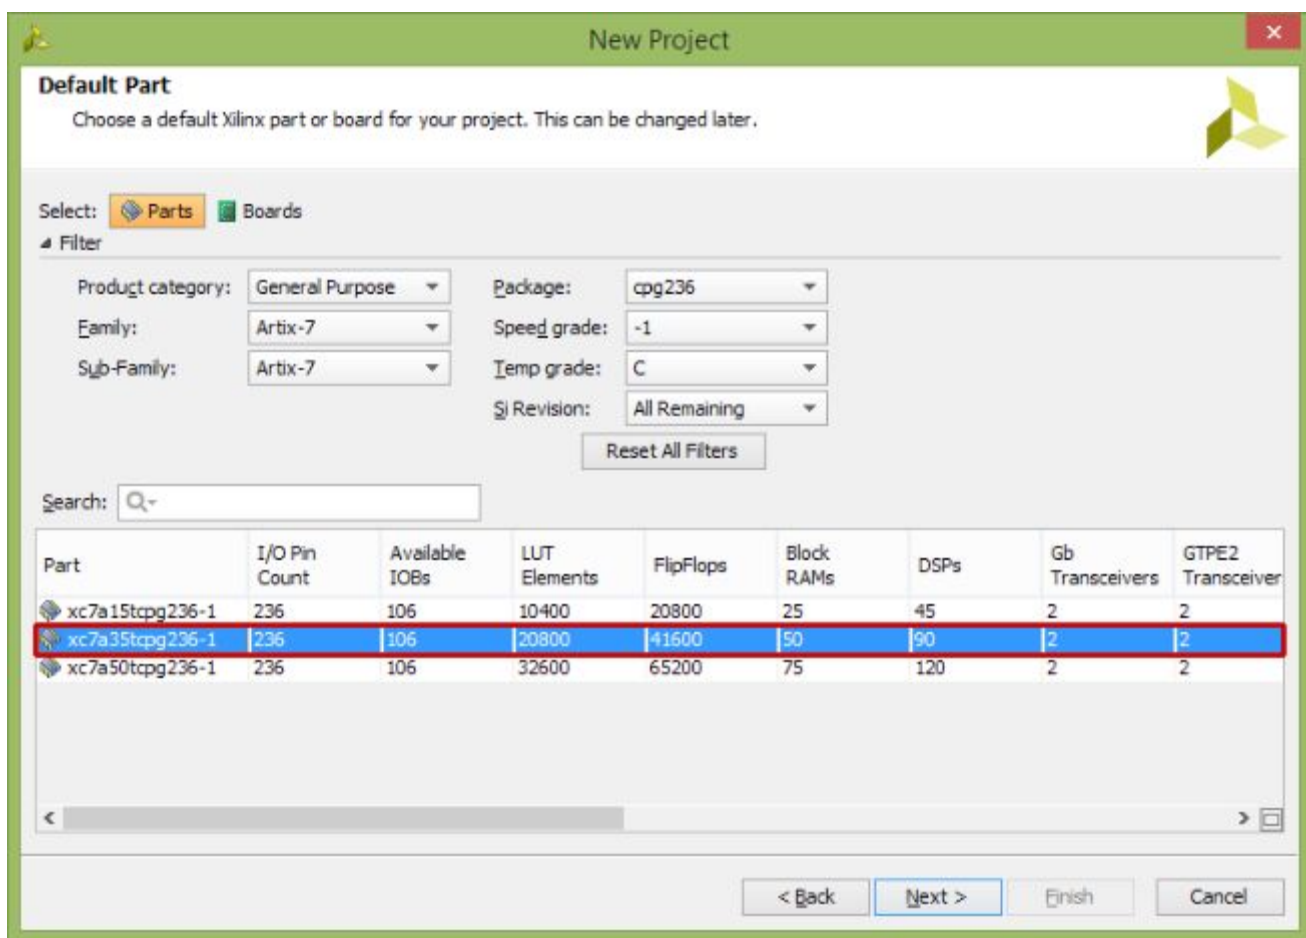 New Project
Default Part
Choose a default Xilinx part or board for your project. This can be changed later.
Select: Parts Boards
Filter
Product category: General Purpose Package: cpg236
Family: Artix-7 Speed grade: -1
Sub-Family: Artix-7 Temp grade: C
Si Revision: All Remaining
Reset All Filters
Search:
Part I/O Pin Count Available IOBs LUT Elements FlipFlops Block RAMs DSPs Gb Transceivers GTPE2 Transceiver
xc7a15tcpg236-1 236 106 10400 20800 25 45 2 2
xc7a35tcpg236-1 236 106 20800 41600 50 90 2 2
xc7a50tcpg236-1 236 106 32600 65200 75 120 2 2
< Back Next > Finish Cancel